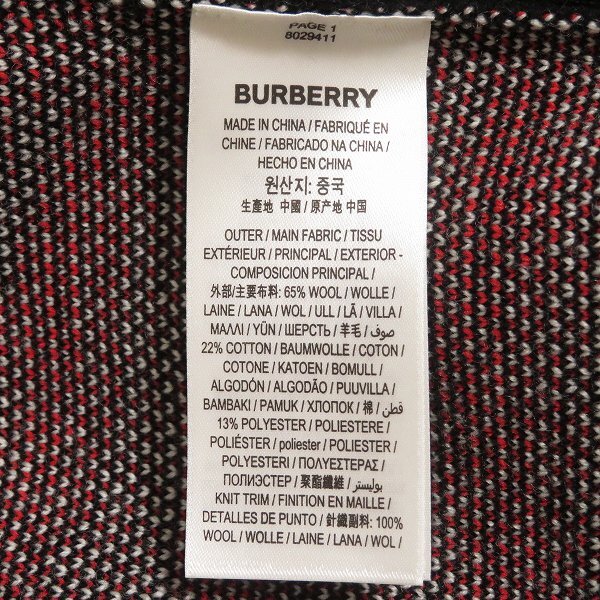 PAGE 1
8029411
BURBERRY
MADE IN CHINA / FABRIQUÉ EN
CHINE / FABRICADO NA CHINA /
HECHO EN CHINA
원산지: 중국
生產地 中國 / 原产地 中国
OUTER / MAIN FABRIC / TISSU
EXTÉRIEUR / PRINCIPAL / EXTERIOR -
COMPOSICIÓN PRINCIPAL /
外部/主要布料: 65% WOOL / WOLLE /
LAINE / LANA / WOL / ULL / LÃ / VILLA /
ΜΑΛΛΙ / YÜN / ШЕРСТЬ / 羊毛 / صوف /
22% COTTON / BAUMWOLLE / COTON /
COTONE / KATOEN / BOMULL /
ALGODÓN / ALGODÃO / PUUVILLA /
ΒΑΜΒΑΚΙ / PAMUK / ХЛОПОК / 棉 / قطن /
13% POLYESTER / POLIESTERE /
POLIÉSTER / poliester / POLIESTER /
POLYESTERI / ΠΟΛΥΕΣΤΕΡΑΣ /
ПОЛИЭСТЕР / 聚酯纖維 / بوليستر /
KNIT TRIM / FINITION EN MAILLE /
DETALLES DE PUNTO / 針織副料: 100%
WOOL / WOLLE / LAINE / LANA / WOL /